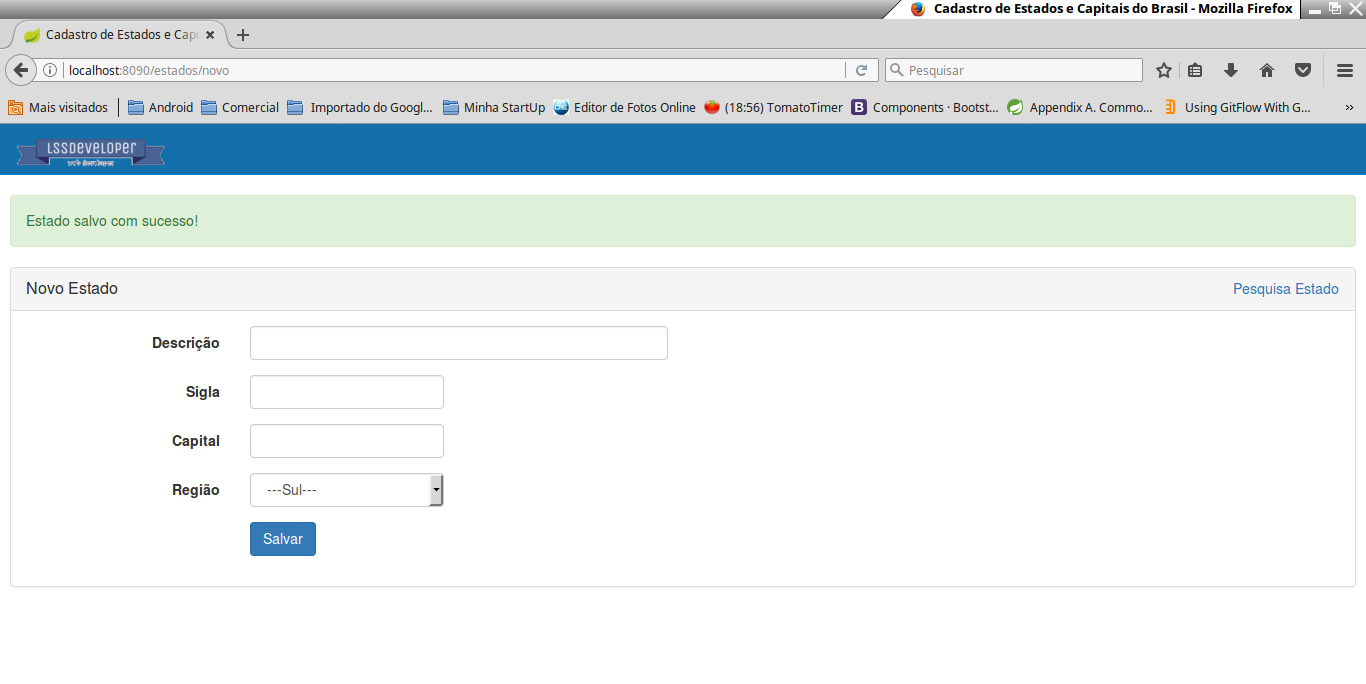 Cadastro de Estados e Capitais do Brasil - Mozilla Firefox
Cadastro de Estados e Capi
localhost:8090/estados/novo
Pesquisar
Mais visitados Android Comercial Importado do Googl... Minha StartUp Editor de Fotos Online (18:56) TomatoTimer B Components · Bootst... Appendix A. Commo... Using GitFlow With G... »
LSSDEVELOPER
Estado salvo com sucesso!
Novo Estado Pesquisa Estado
Descrição
Sigla
Capital
Região ---Sul---
Salvar